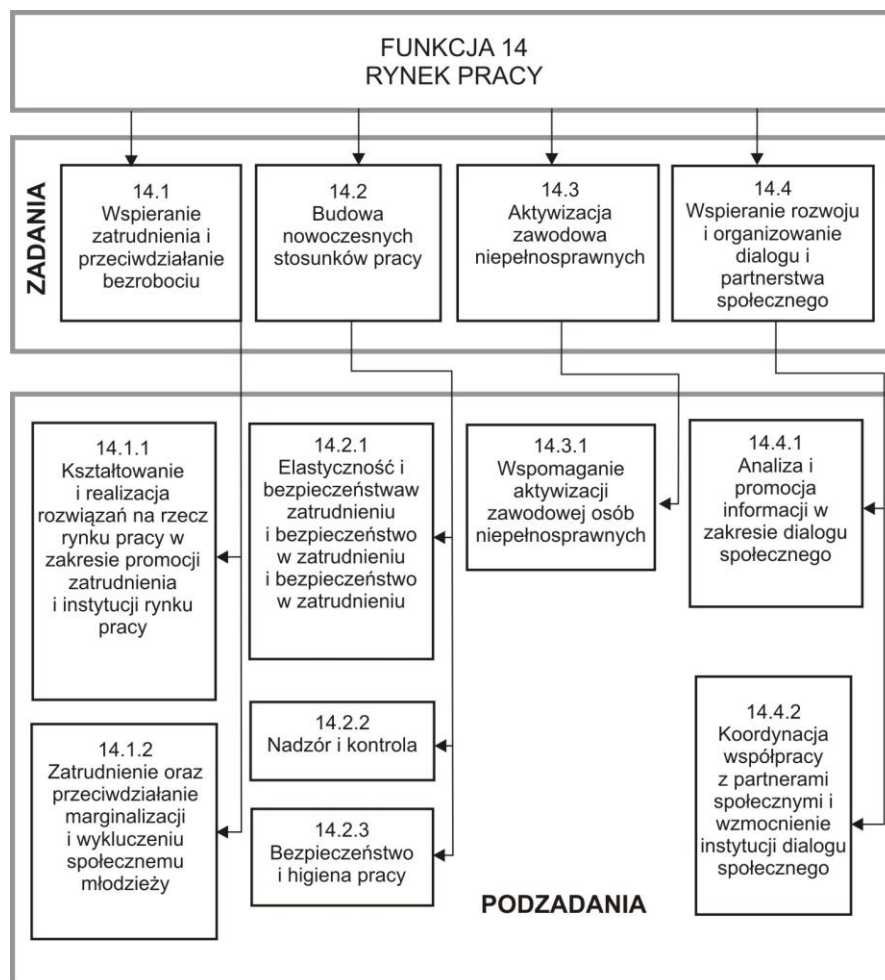 FUNKCJA 14
RYNEK PRACY
ZADANIA
14.1
Wspieranie
zatrudnienia i
przeciwdziałanie
bezrobociu
14.2
Budowa
nowoczesnych
stosunków pracy
14.3
Aktywizacja
zawodowa
niepełnosprawnych
14.4
Wspieranie rozwoju
i organizowanie
dialogu i
partnerstwa
społecznego
14.1.1
Kształtowanie
i realizacja
rozwiązań na rzecz
rynku pracy w
zakresie promocji
zatrudnienia
i instytucji rynku
pracy
14.2.1
Elastyczność i
bezpieczeństwaw
zatrudnieniu
i bezpieczeństwo
w zatrudnieniu
i bezpieczeństwo
w zatrudnieniu
14.3.1
Wspomaganie
aktywizacji
zawodowej osób
niepełnosprawnych
14.4.1
Analiza i
promocja
informacji w
zakresie dialogu
społecznego
14.1.2
Zatrudnienie oraz
przeciwdziałanie
marginalizacji
i wykluczeniu
społecznemu
młodzieży
14.2.2
Nadzór i kontrola
14.2.3
Bezpieczeństwo
i higiena pracy
14.4.2
Koordynacja
współpracy
z partnerami
społecznymi i
wzmocnienie
instytucji dialogu
społecznego
PODZADANIA